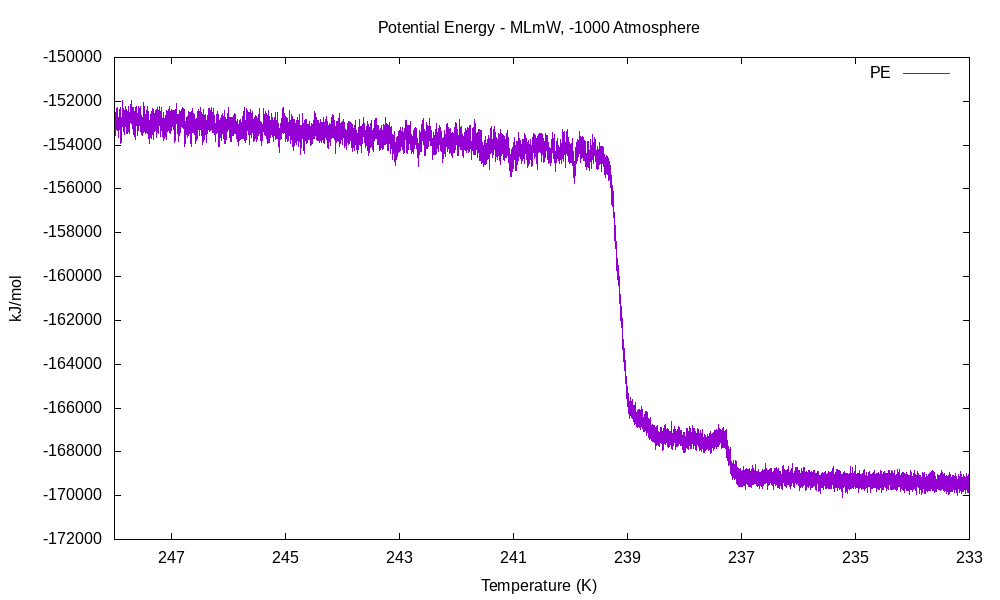 Potential Energy - MLmW, -1000 Atmosphere
PE
-150000
-152000
-154000
-156000
-158000
-160000
-162000
-164000
-166000
-168000
-170000
-172000
kJ/mol
247 245 243 241 239 237 235 233
Temperature (K)